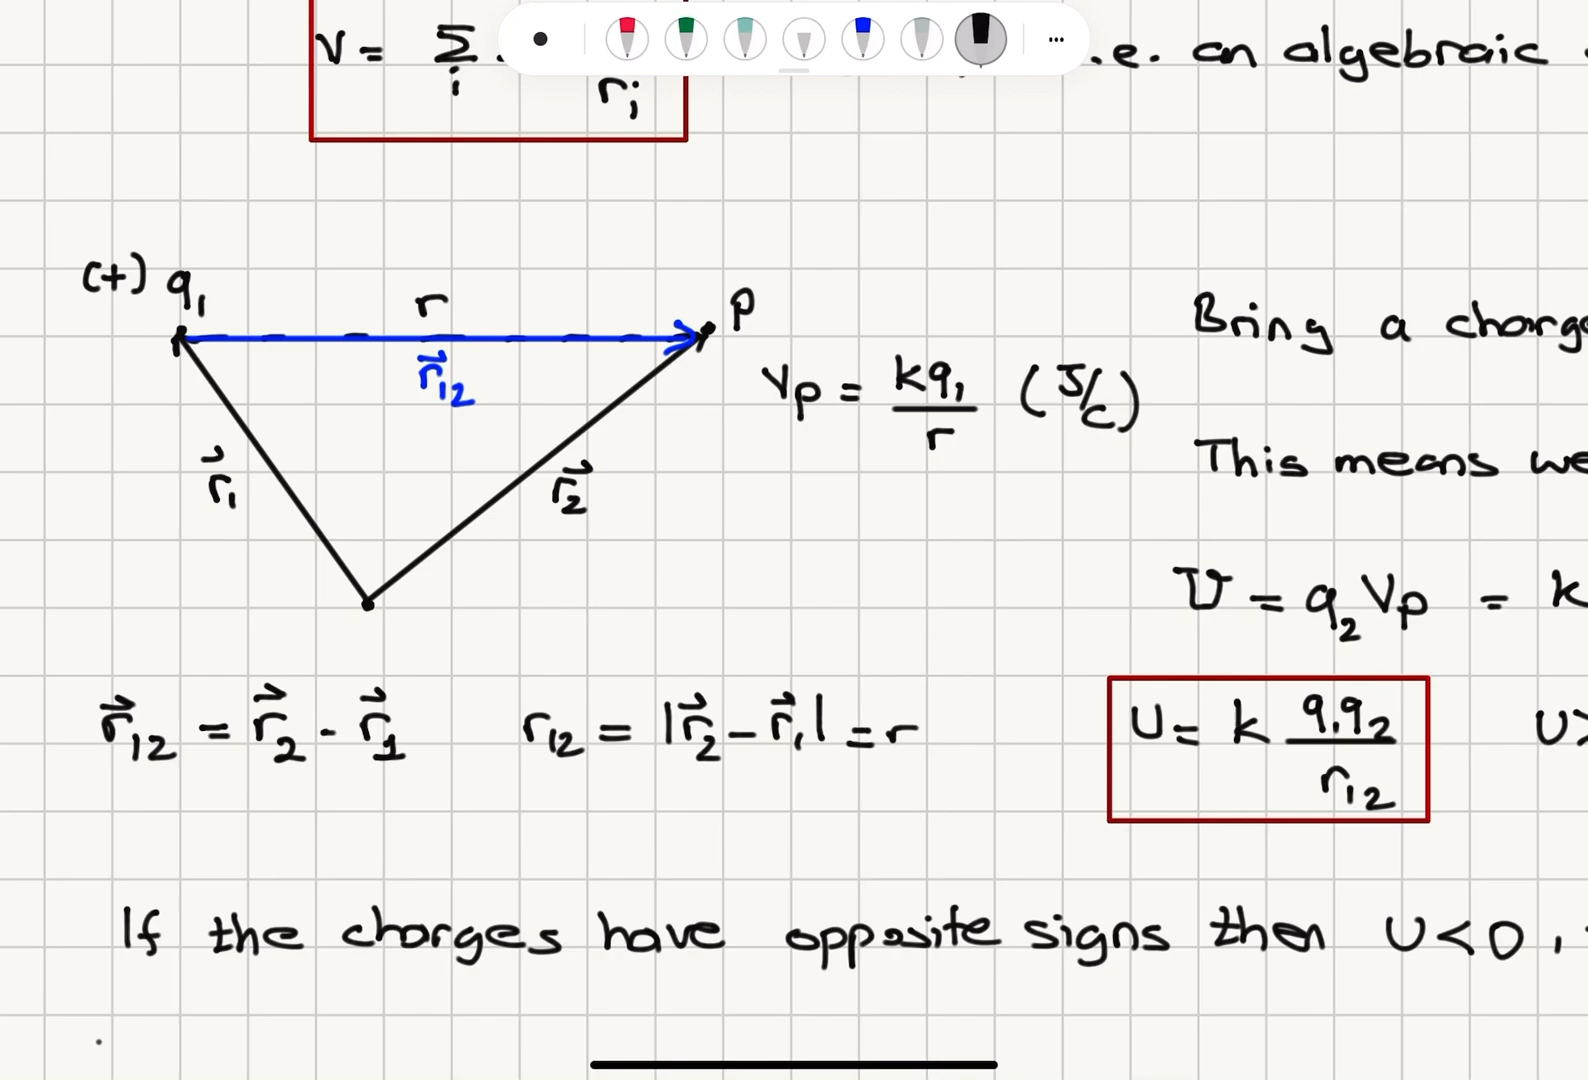 V = Σ i r i .e. an algebraic
(+) q₁ r P
Bring a charge
r⃗₁₂
V_P = kq₁/r (J/C)
r⃗₁ r⃗₂
This means we
U = q₂V_P = k
r⃗₁₂ = r⃗₂ - r⃗₁ r₁₂ = |r⃗₂ - r⃗₁| = r
U = k q₁q₂/r₁₂ U>
If the charges have opposite signs then U < 0 ,